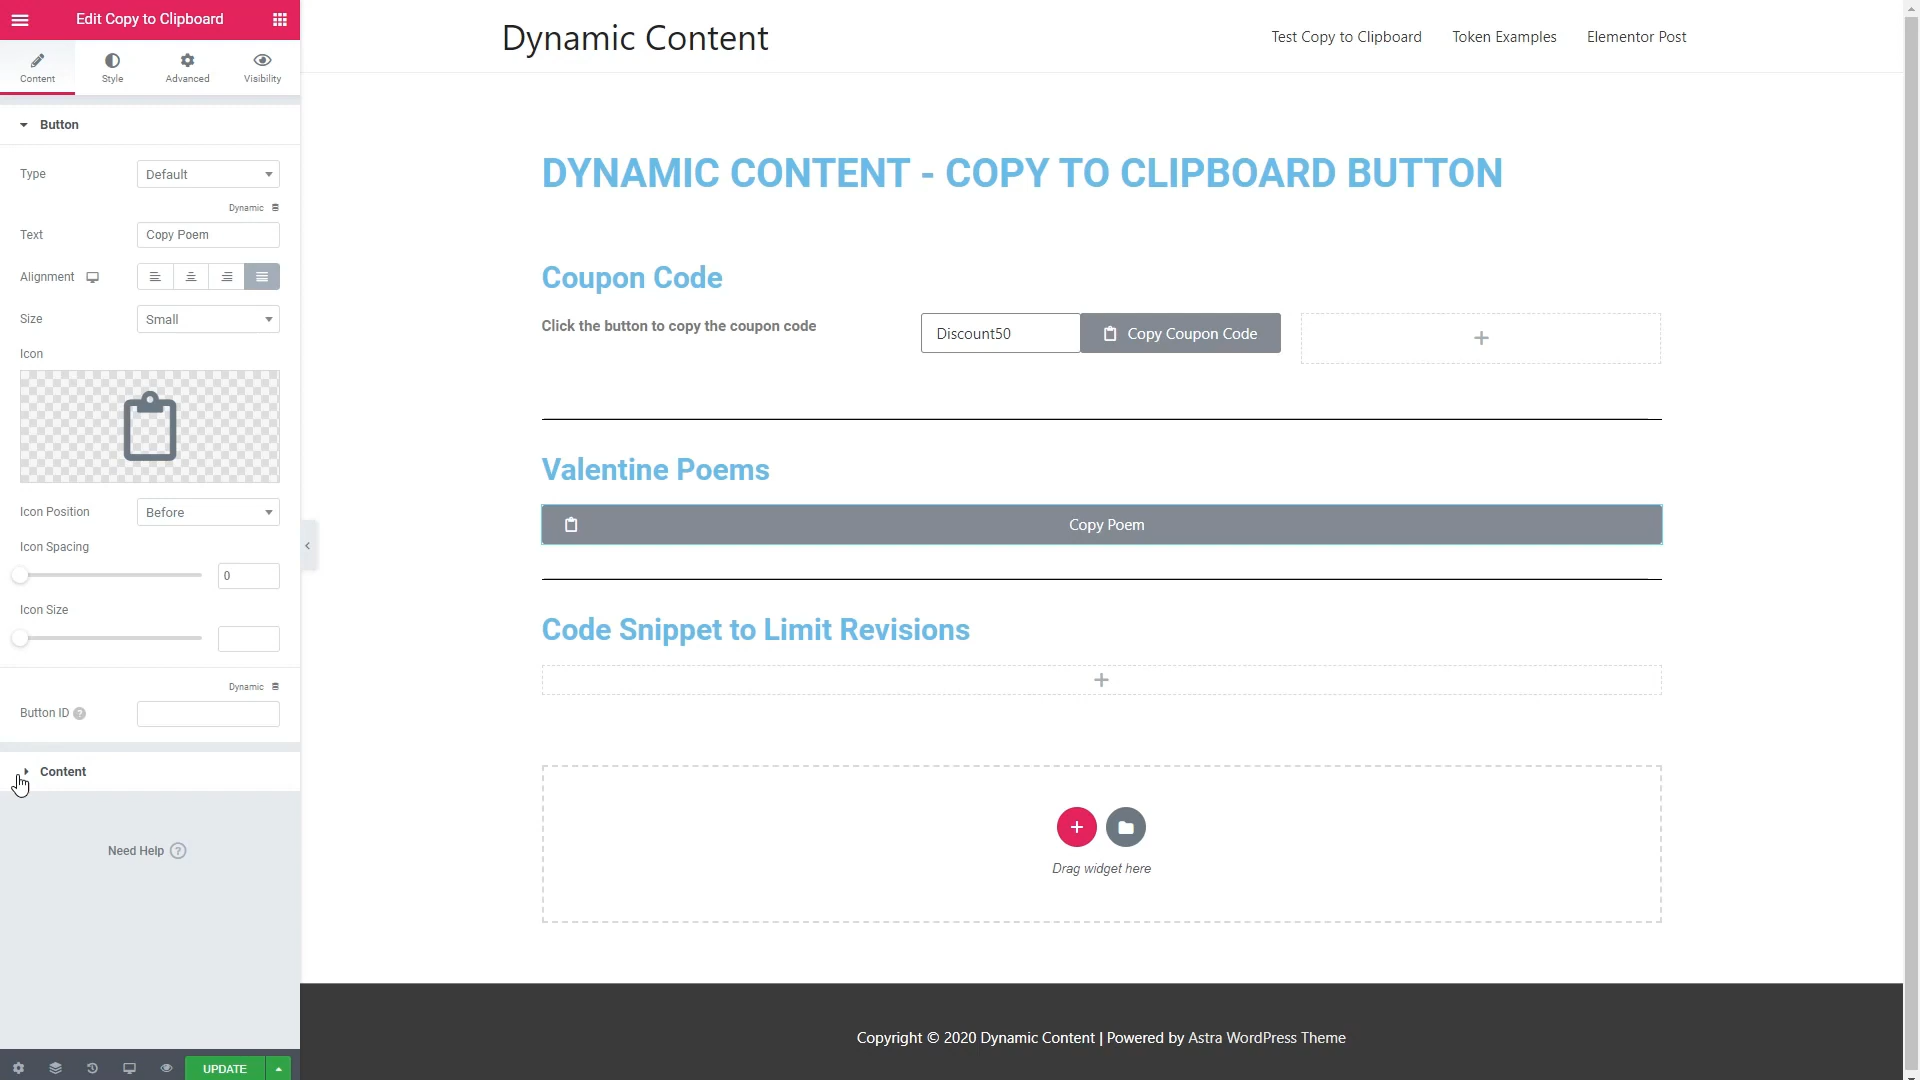 Edit Copy to Clipboard
Content
Style
Advanced
Visibility
Button
Type
Default
Dynamic
Text
Copy Poem
Alignment
Size
Small
Icon
Icon Position
Before
Icon Spacing
0
Icon Size
Dynamic
Button ID ?
Content
Need Help ?
UPDATE
Dynamic Content
Test Copy to Clipboard
Token Examples
Elementor Post
DYNAMIC CONTENT - COPY TO CLIPBOARD BUTTON
Coupon Code
Click the button to copy the coupon code
Discount50
Copy Coupon Code
Valentine Poems
Copy Poem
Code Snippet to Limit Revisions
Drag widget here
Copyright © 2020 Dynamic Content | Powered by Astra WordPress Theme